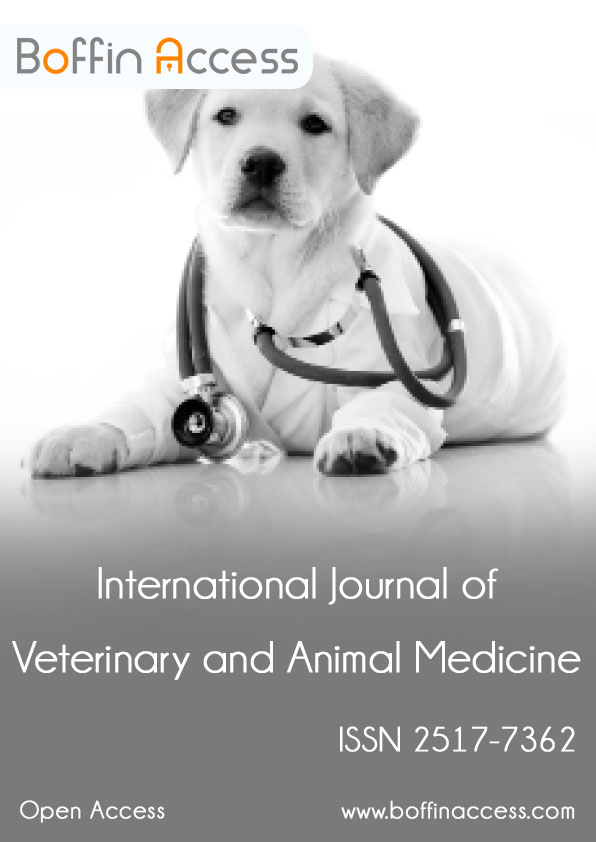 Boffin Access
International Journal of
Veterinary and Animal Medicine
ISSN 2517-7362
Open Access
www.boffinaccess.com